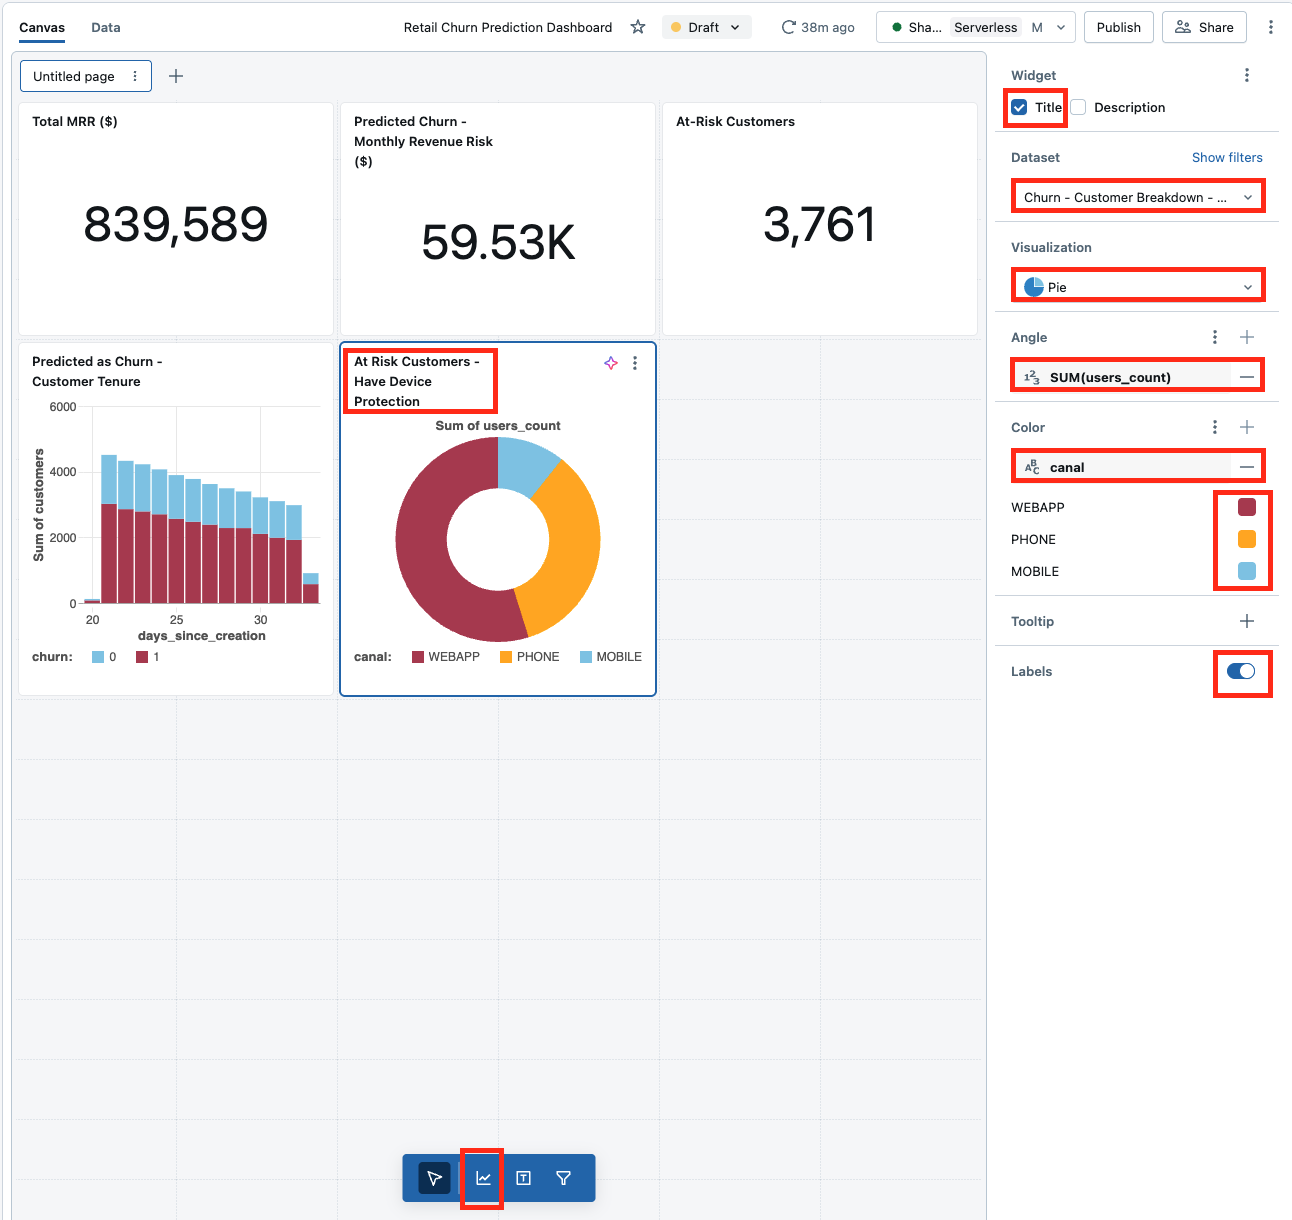 Canvas
Data
Retail Churn Prediction Dashboard
Draft
38m ago
Sha...
Serverless
M
Publish
Share
Untitled page
Total MRR ($)
839,589
Predicted Churn -
Monthly Revenue Risk
($)
59.53K
At-Risk Customers
3,761
Predicted as Churn -
Customer Tenure
6000
4000
2000
0
Sum of customers
20
25
30
days_since_creation
churn:
0
1
At Risk Customers -
Have Device
Protection
Sum of users_count
canal:
WEBAPP
PHONE
MOBILE
Widget
Title
Description
Dataset
Show filters
Churn - Customer Breakdown - ...
Visualization
Pie
Angle
123
SUM(users_count)
Color
ABC
canal
WEBAPP
PHONE
MOBILE
Tooltip
Labels
T